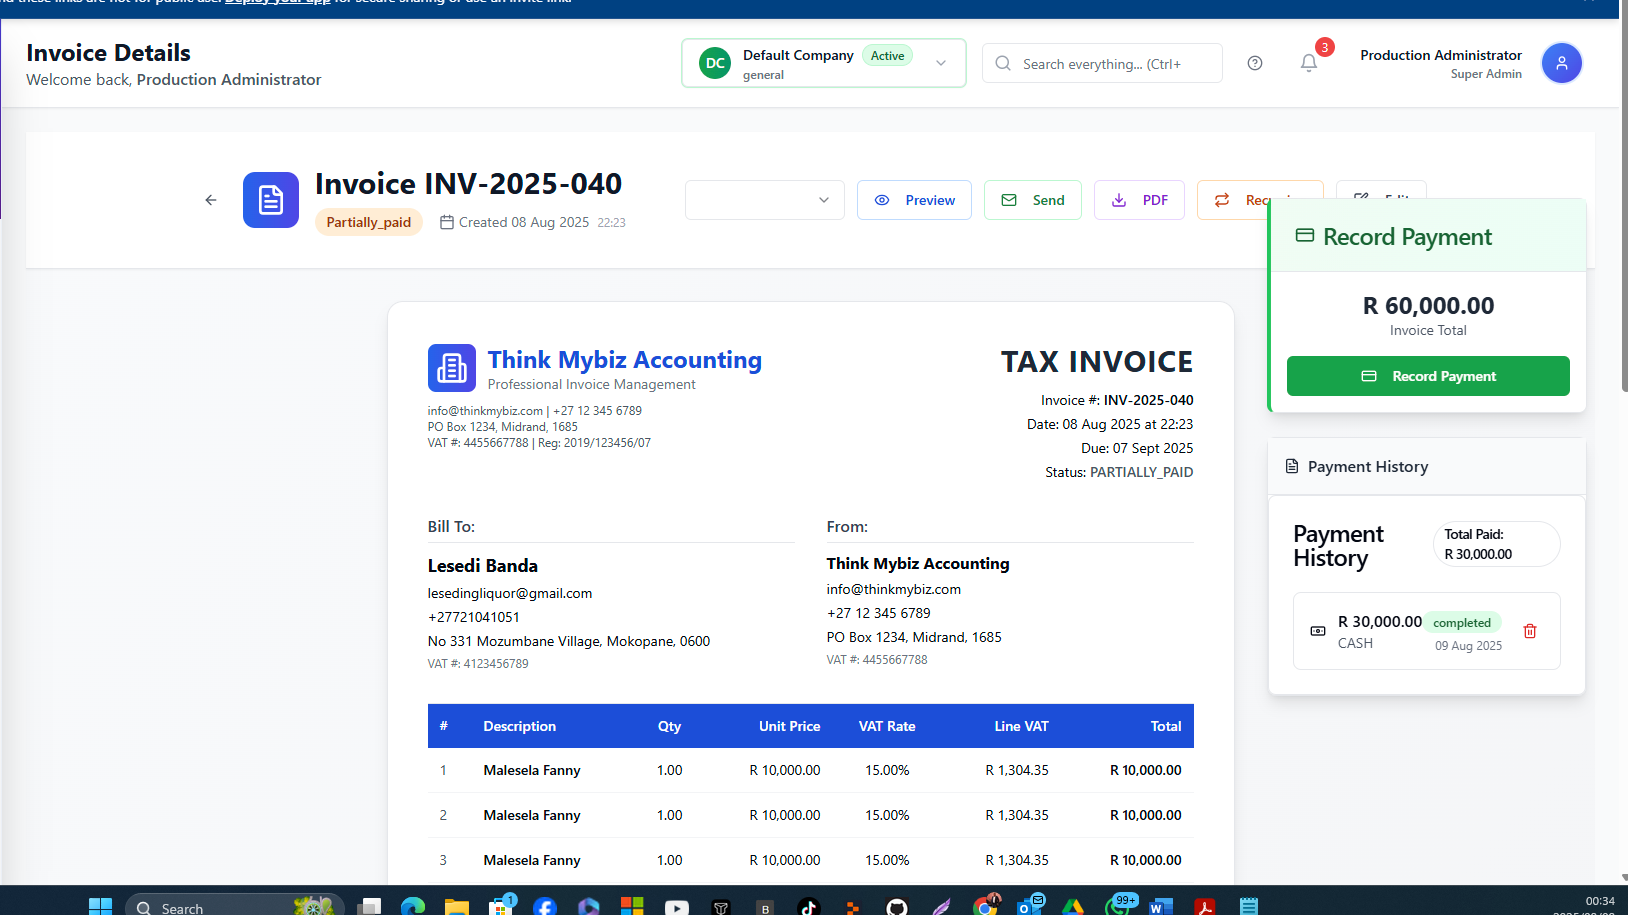 Invoice Details
Welcome back, Production Administrator
DC
Default Company
Active
general
Search everything... (Ctrl+
3
Production Administrator
Super Admin
Invoice INV-2025-040
Partially_paid
Created 08 Aug 2025 22:23
Preview
Send
PDF
Record Payment
R 60,000.00
Invoice Total
Record Payment
Think Mybiz Accounting
Professional Invoice Management
info@thinkmybiz.com | +27 12 345 6789
PO Box 1234, Midrand, 1685
VAT #: 4455667788 | Reg: 2019/123456/07
TAX INVOICE
Invoice #: INV-2025-040
Date: 08 Aug 2025 at 22:23
Due: 07 Sept 2025
Status: PARTIALLY_PAID
Payment History
Payment
History
Total Paid:
R 30,000.00
R 30,000.00 completed
CASH 09 Aug 2025
Bill To:
Lesedi Banda
lesedingliquor@gmail.com
+27721041051
No 331 Mozumbane Village, Mokopane, 0600
VAT #: 4123456789
From:
Think Mybiz Accounting
info@thinkmybiz.com
+27 12 345 6789
PO Box 1234, Midrand, 1685
VAT #: 4455667788
# Description Qty Unit Price VAT Rate Line VAT Total
1 Malesela Fanny 1.00 R 10,000.00 15.00% R 1,304.35 R 10,000.00
2 Malesela Fanny 1.00 R 10,000.00 15.00% R 1,304.35 R 10,000.00
3 Malesela Fanny 1.00 R 10,000.00 15.00% R 1,304.35 R 10,000.00
Search
1
99+
00:34